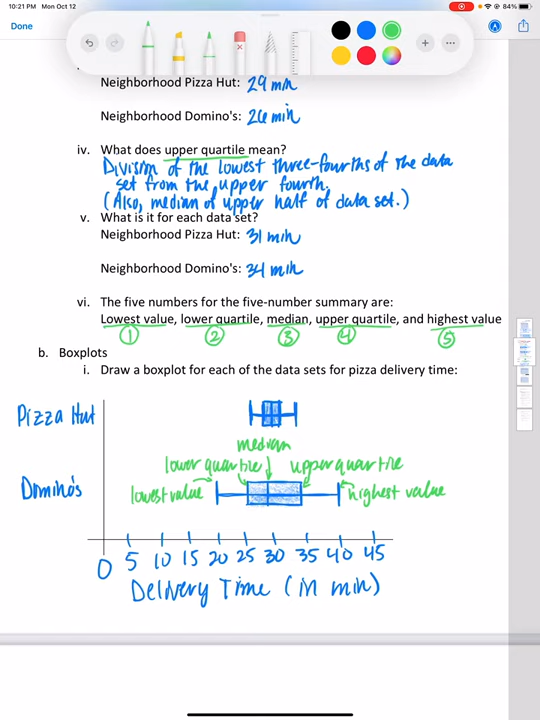 10:21 PM Mon Oct 12
84%
Done
Neighborhood Pizza Hut: 29 min
Neighborhood Domino's: 26 min
iv. What does upper quartile mean?
Division of the lowest three-fourths of the data
set from the upper fourth.
(Also, median of upper half of data set.)
v. What is it for each data set?
Neighborhood Pizza Hut: 31 min
Neighborhood Domino's: 34 min
vi. The five numbers for the five-number summary are:
Lowest value, lower quartile, median, upper quartile, and highest value
1 2 3 4 5
b. Boxplots
i. Draw a boxplot for each of the data sets for pizza delivery time:
Pizza Hut
median
lower quartile upper quartile
Domino's lowest value highest value
0 5 10 15 20 25 30 35 40 45
Delivery Time (in min)